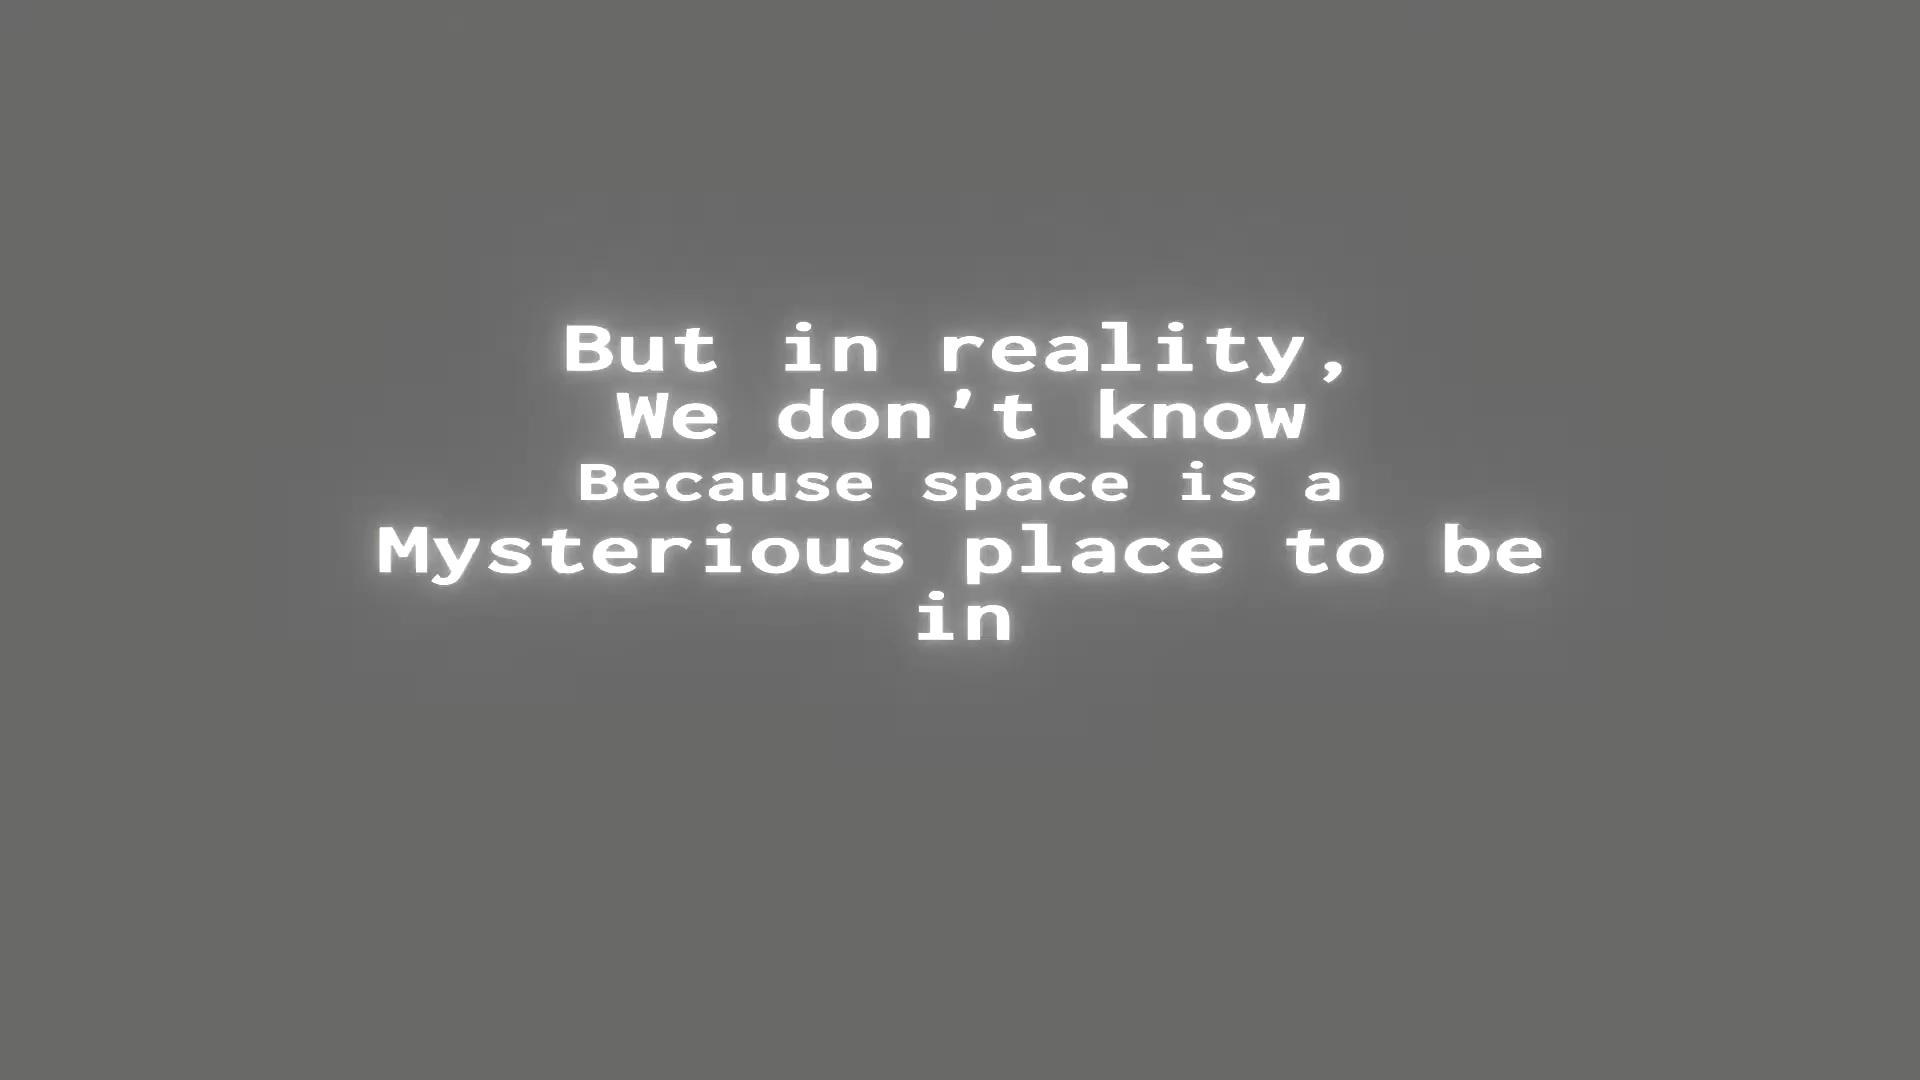 But in reality,
We don't know
Because space is a
Mysterious place to be
in